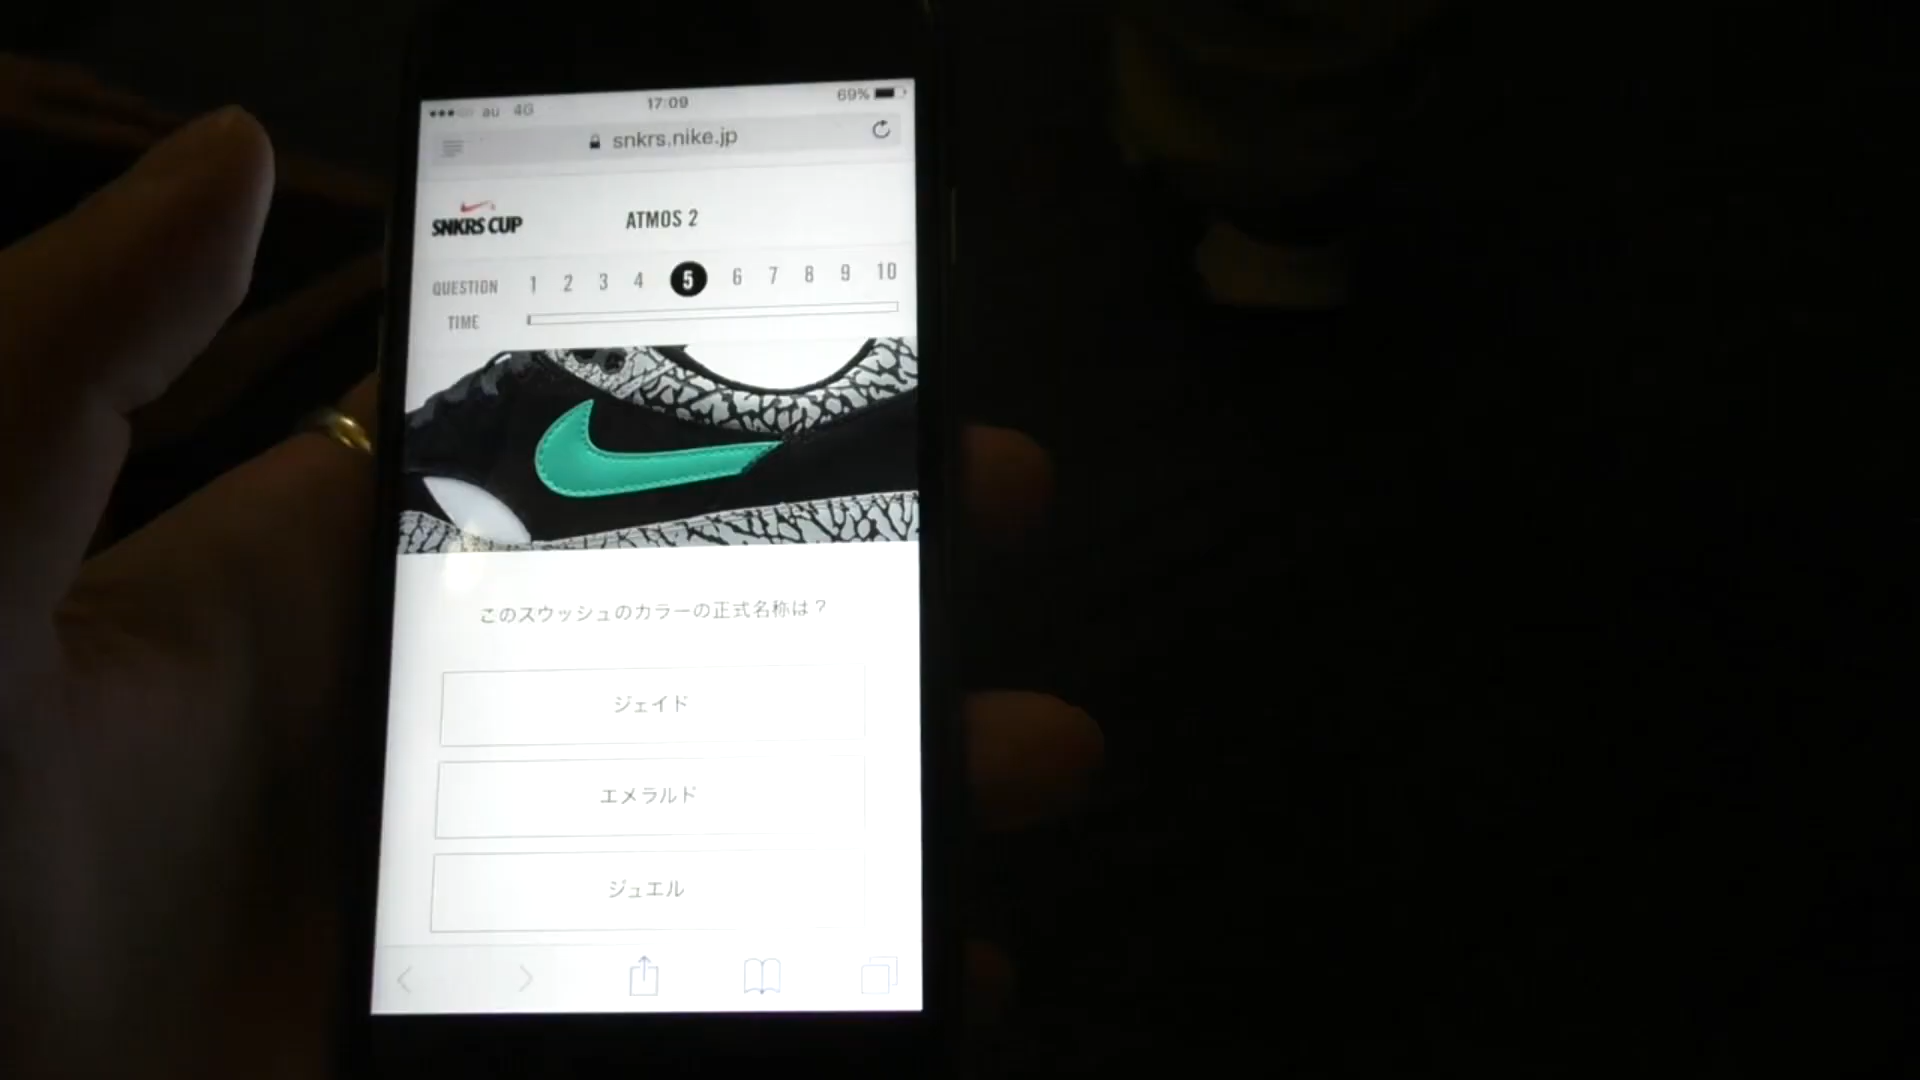 au 4G 17:09 69%
snkrs.nike.jp
SNKRS CUP ATMOS 2
QUESTION 1 2 3 4 5 6 7 8 9 10
TIME
このスウッシュのカラーの正式名称は？
ジェイド
エメラルド
ジュエル